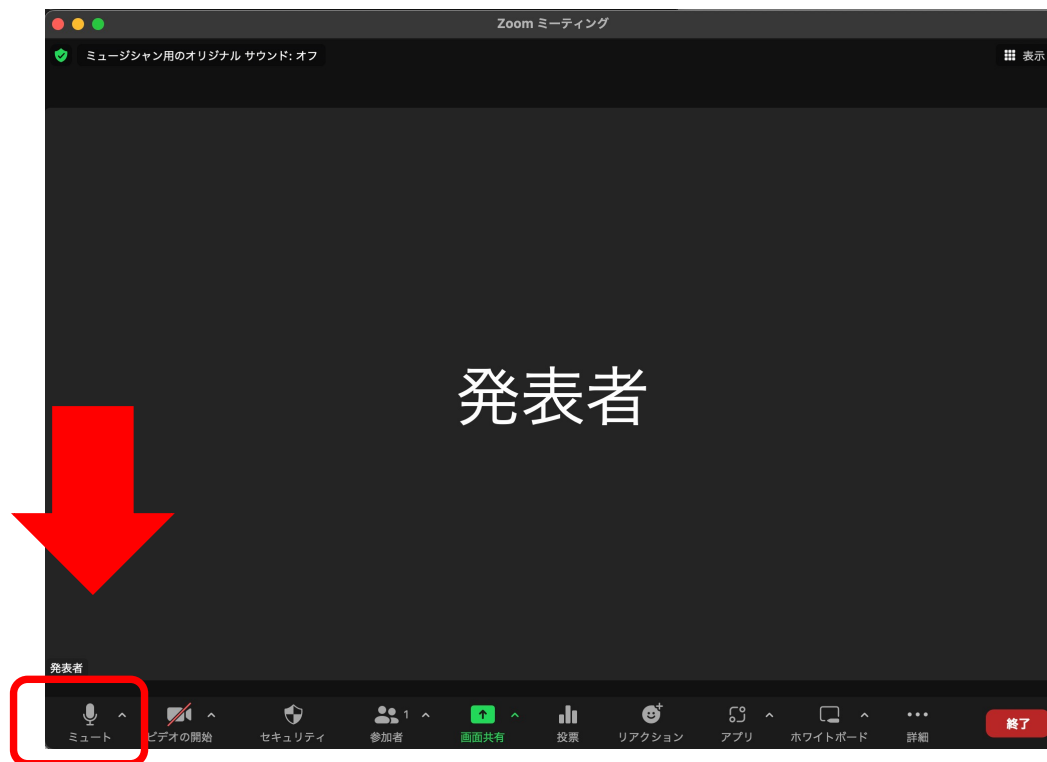 Zoom ミーティング
ミュージシャン用のオリジナル サウンド: オフ
表示
発表者
発表者
1
ミュート ビデオの開始 セキュリティ 参加者 画面共有 投票 リアクション アプリ ホワイトボード 詳細 終了